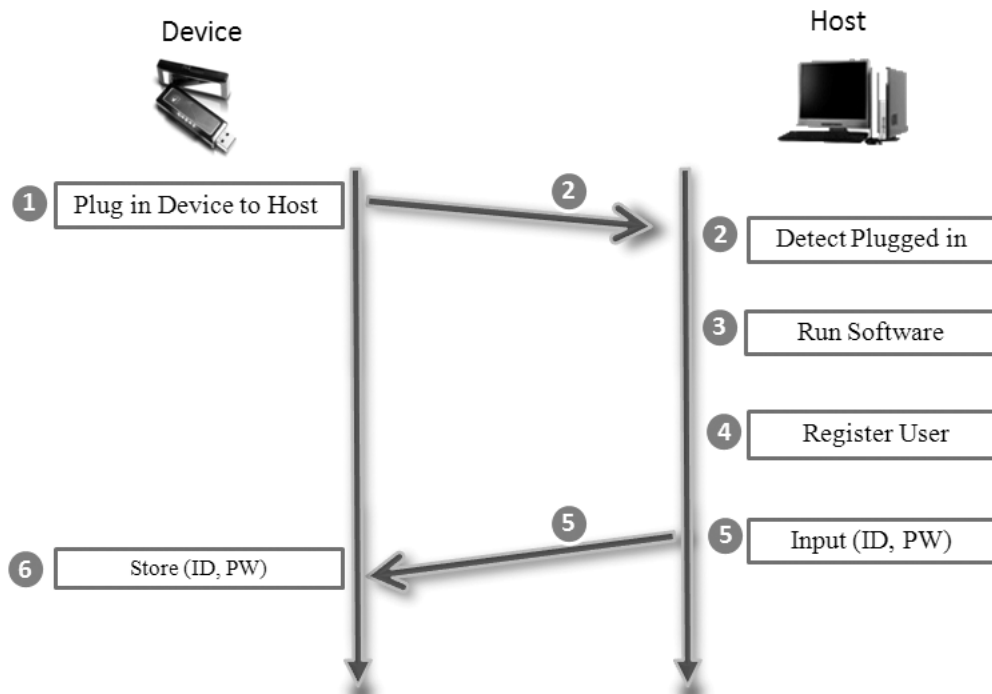 Device
Host
1 Plug in Device to Host
2
2 Detect Plugged in
3 Run Software
4 Register User
5
5 Input (ID, PW)
6 Store (ID, PW)